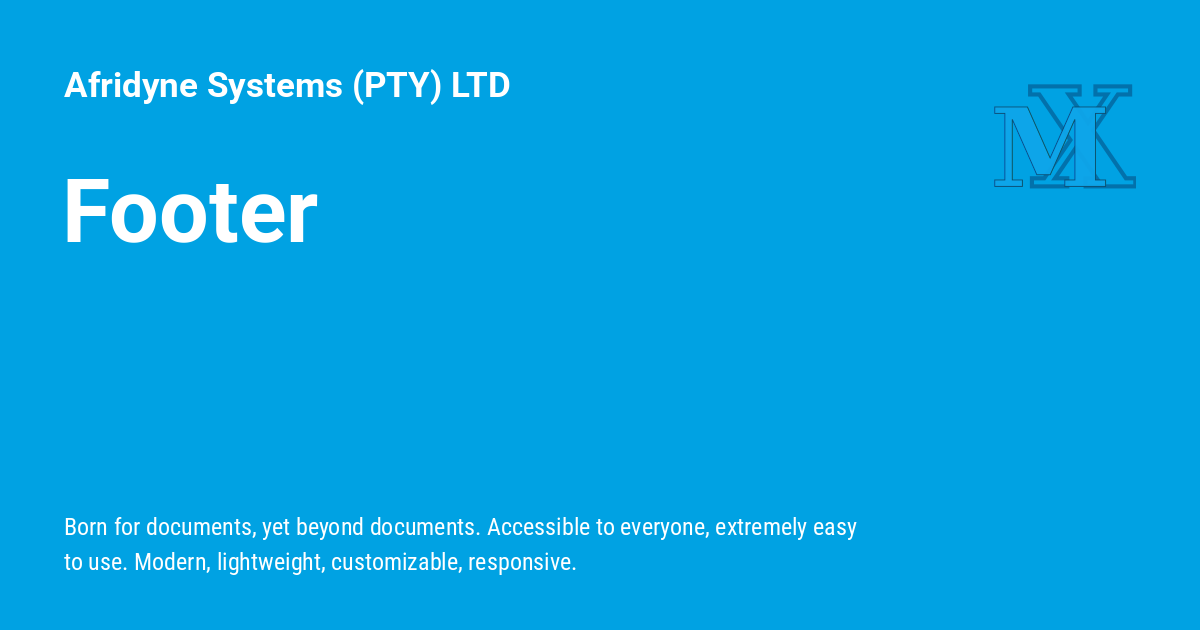 Afridyne Systems (PTY) LTD
MX
Footer
Born for documents, yet beyond documents. Accessible to everyone, extremely easy
to use. Modern, lightweight, customizable, responsive.